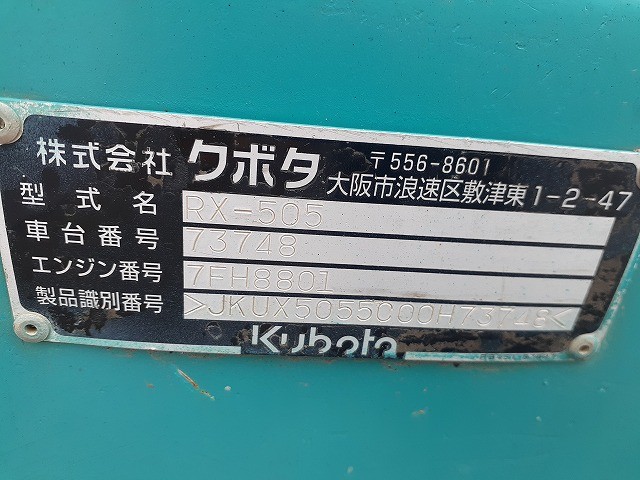 株式会社 クボタ 〒556-8601
大阪市浪速区敷津東1-2-47
型式名 RX-505
車台番号 73748
エンジン番号 7FH8801
製品識別番号 >JKUX5055C00H73748<
Kubota